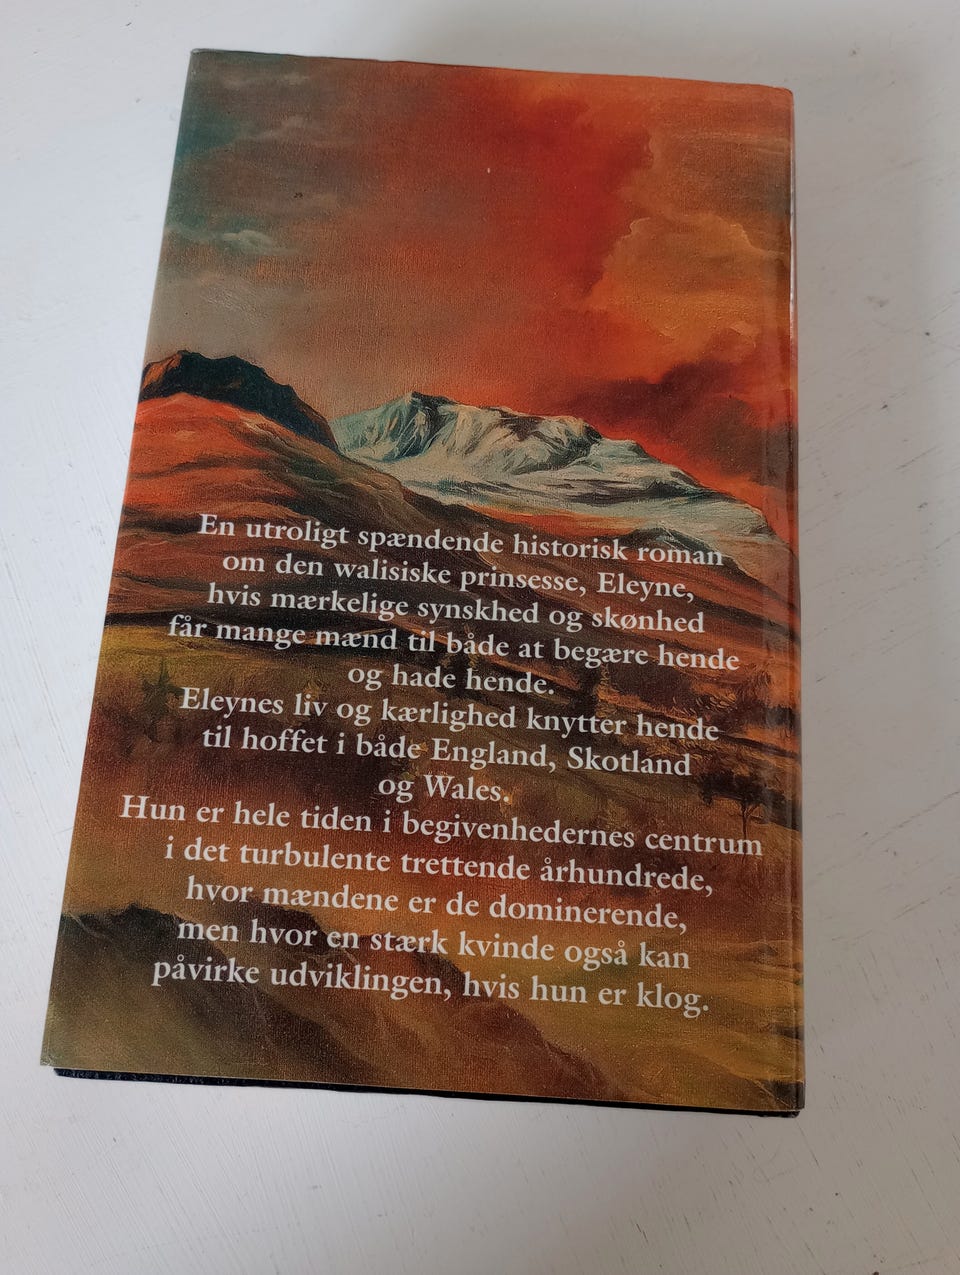 En utroligt spændende historisk roman
om den walisiske prinsesse, Eleyne,
hvis mærkelige synskhed og skønhed
får mange mænd til både at begære hende
og hade hende.
Eleynes liv og kærlighed knytter hende
til hoffet i både England, Skotland
og Wales.
Hun er hele tiden i begivenhedernes centrum
i det turbulente trettende århundrede,
hvor mændene er de dominerende,
men hvor en stærk kvinde også kan
påvirke udviklingen, hvis hun er klog.